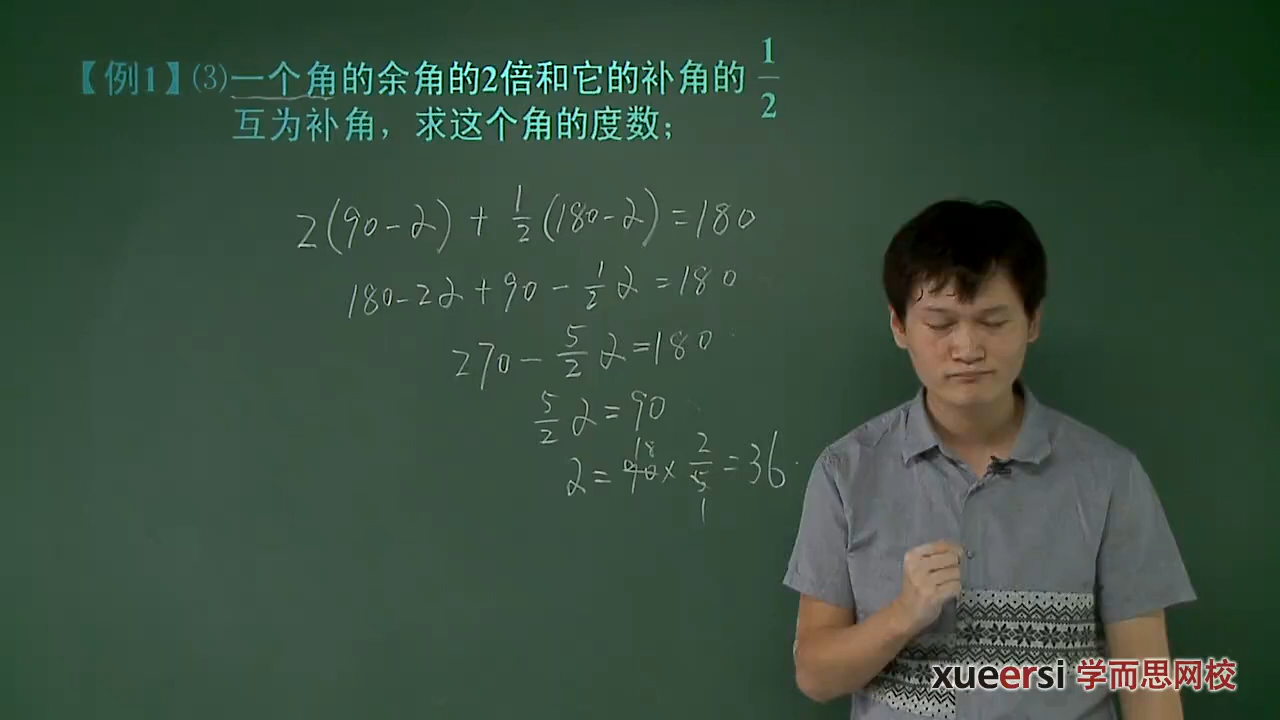 【例1】(3)一个角的余角的2倍和它的补角的1/2
互为补角，求这个角的度数；
2(90-α)+1/2(180-α)=180
180-2α+90-1/2α=180
270-5/2α=180
5/2α=90
α=90×2/5=36
18
1
xueersi 学而思网校